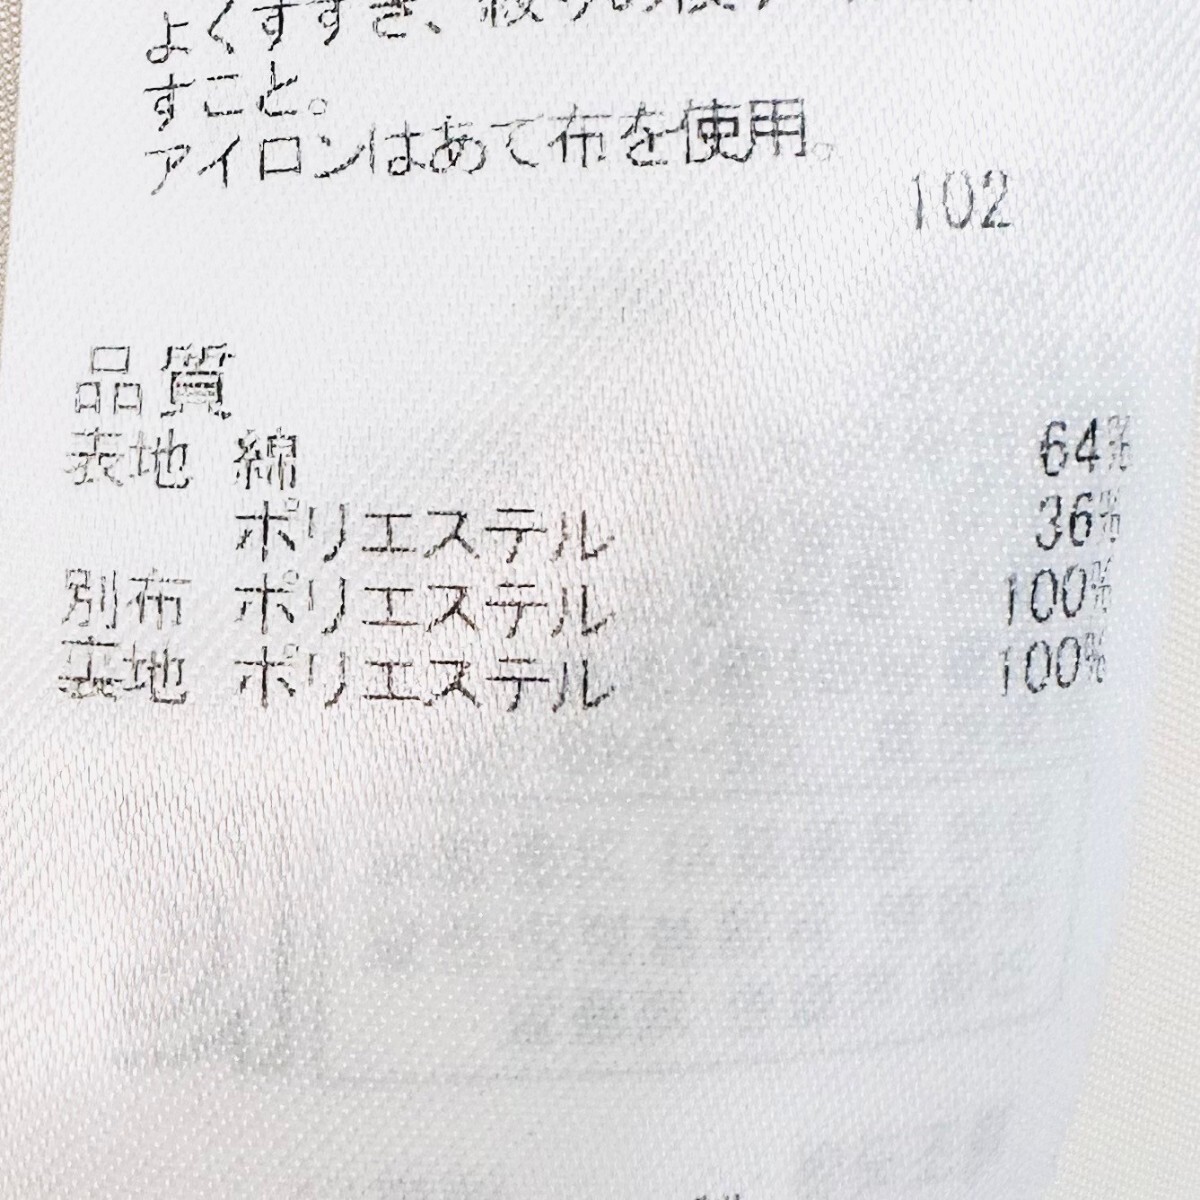 よくすすぎ、絞り
すこと。
アイロンはあて布を使用。
102
品質
表地 綿 64%
ポリエステル 36%
別布 ポリエステル 100%
裏地 ポリエステル 100%